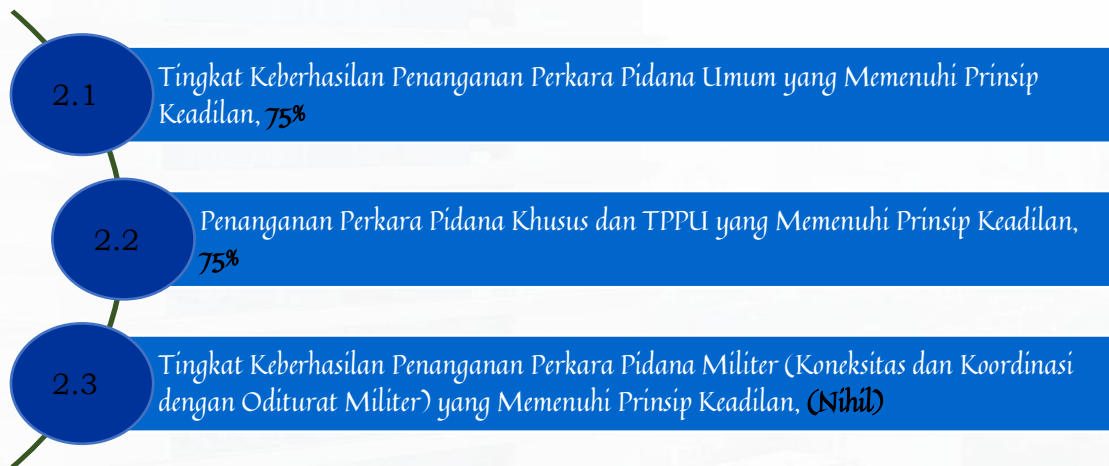 2.1
Tingkat Keberhasilan Penanganan Perkara Pidana Umum yang Memenuhi Prinsip
Keadilan, 75%
2.2
Penanganan Perkara Pidana Khusus dan TPPU yang Memenuhi Prinsip Keadilan,
75%
2.3
Tingkat Keberhasilan Penanganan Perkara Pidana Militer (Koneksitas dan Koordinasi
dengan Oditurat Militer) yang Memenuhi Prinsip Keadilan, (Nihil)